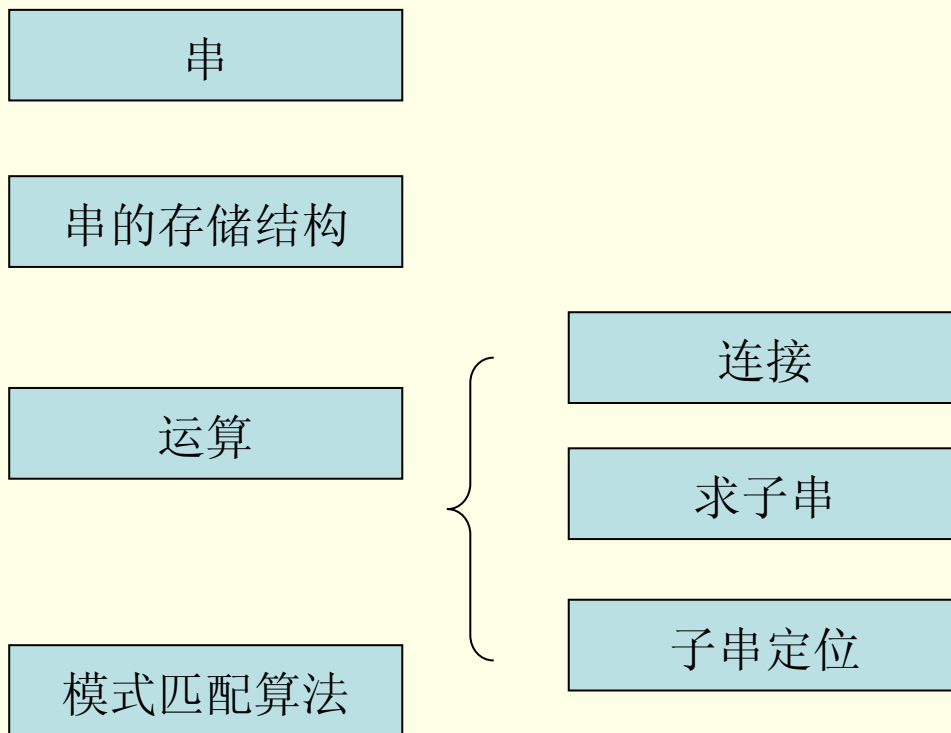 串
串的存储结构
运算
连接
求子串
子串定位
模式匹配算法